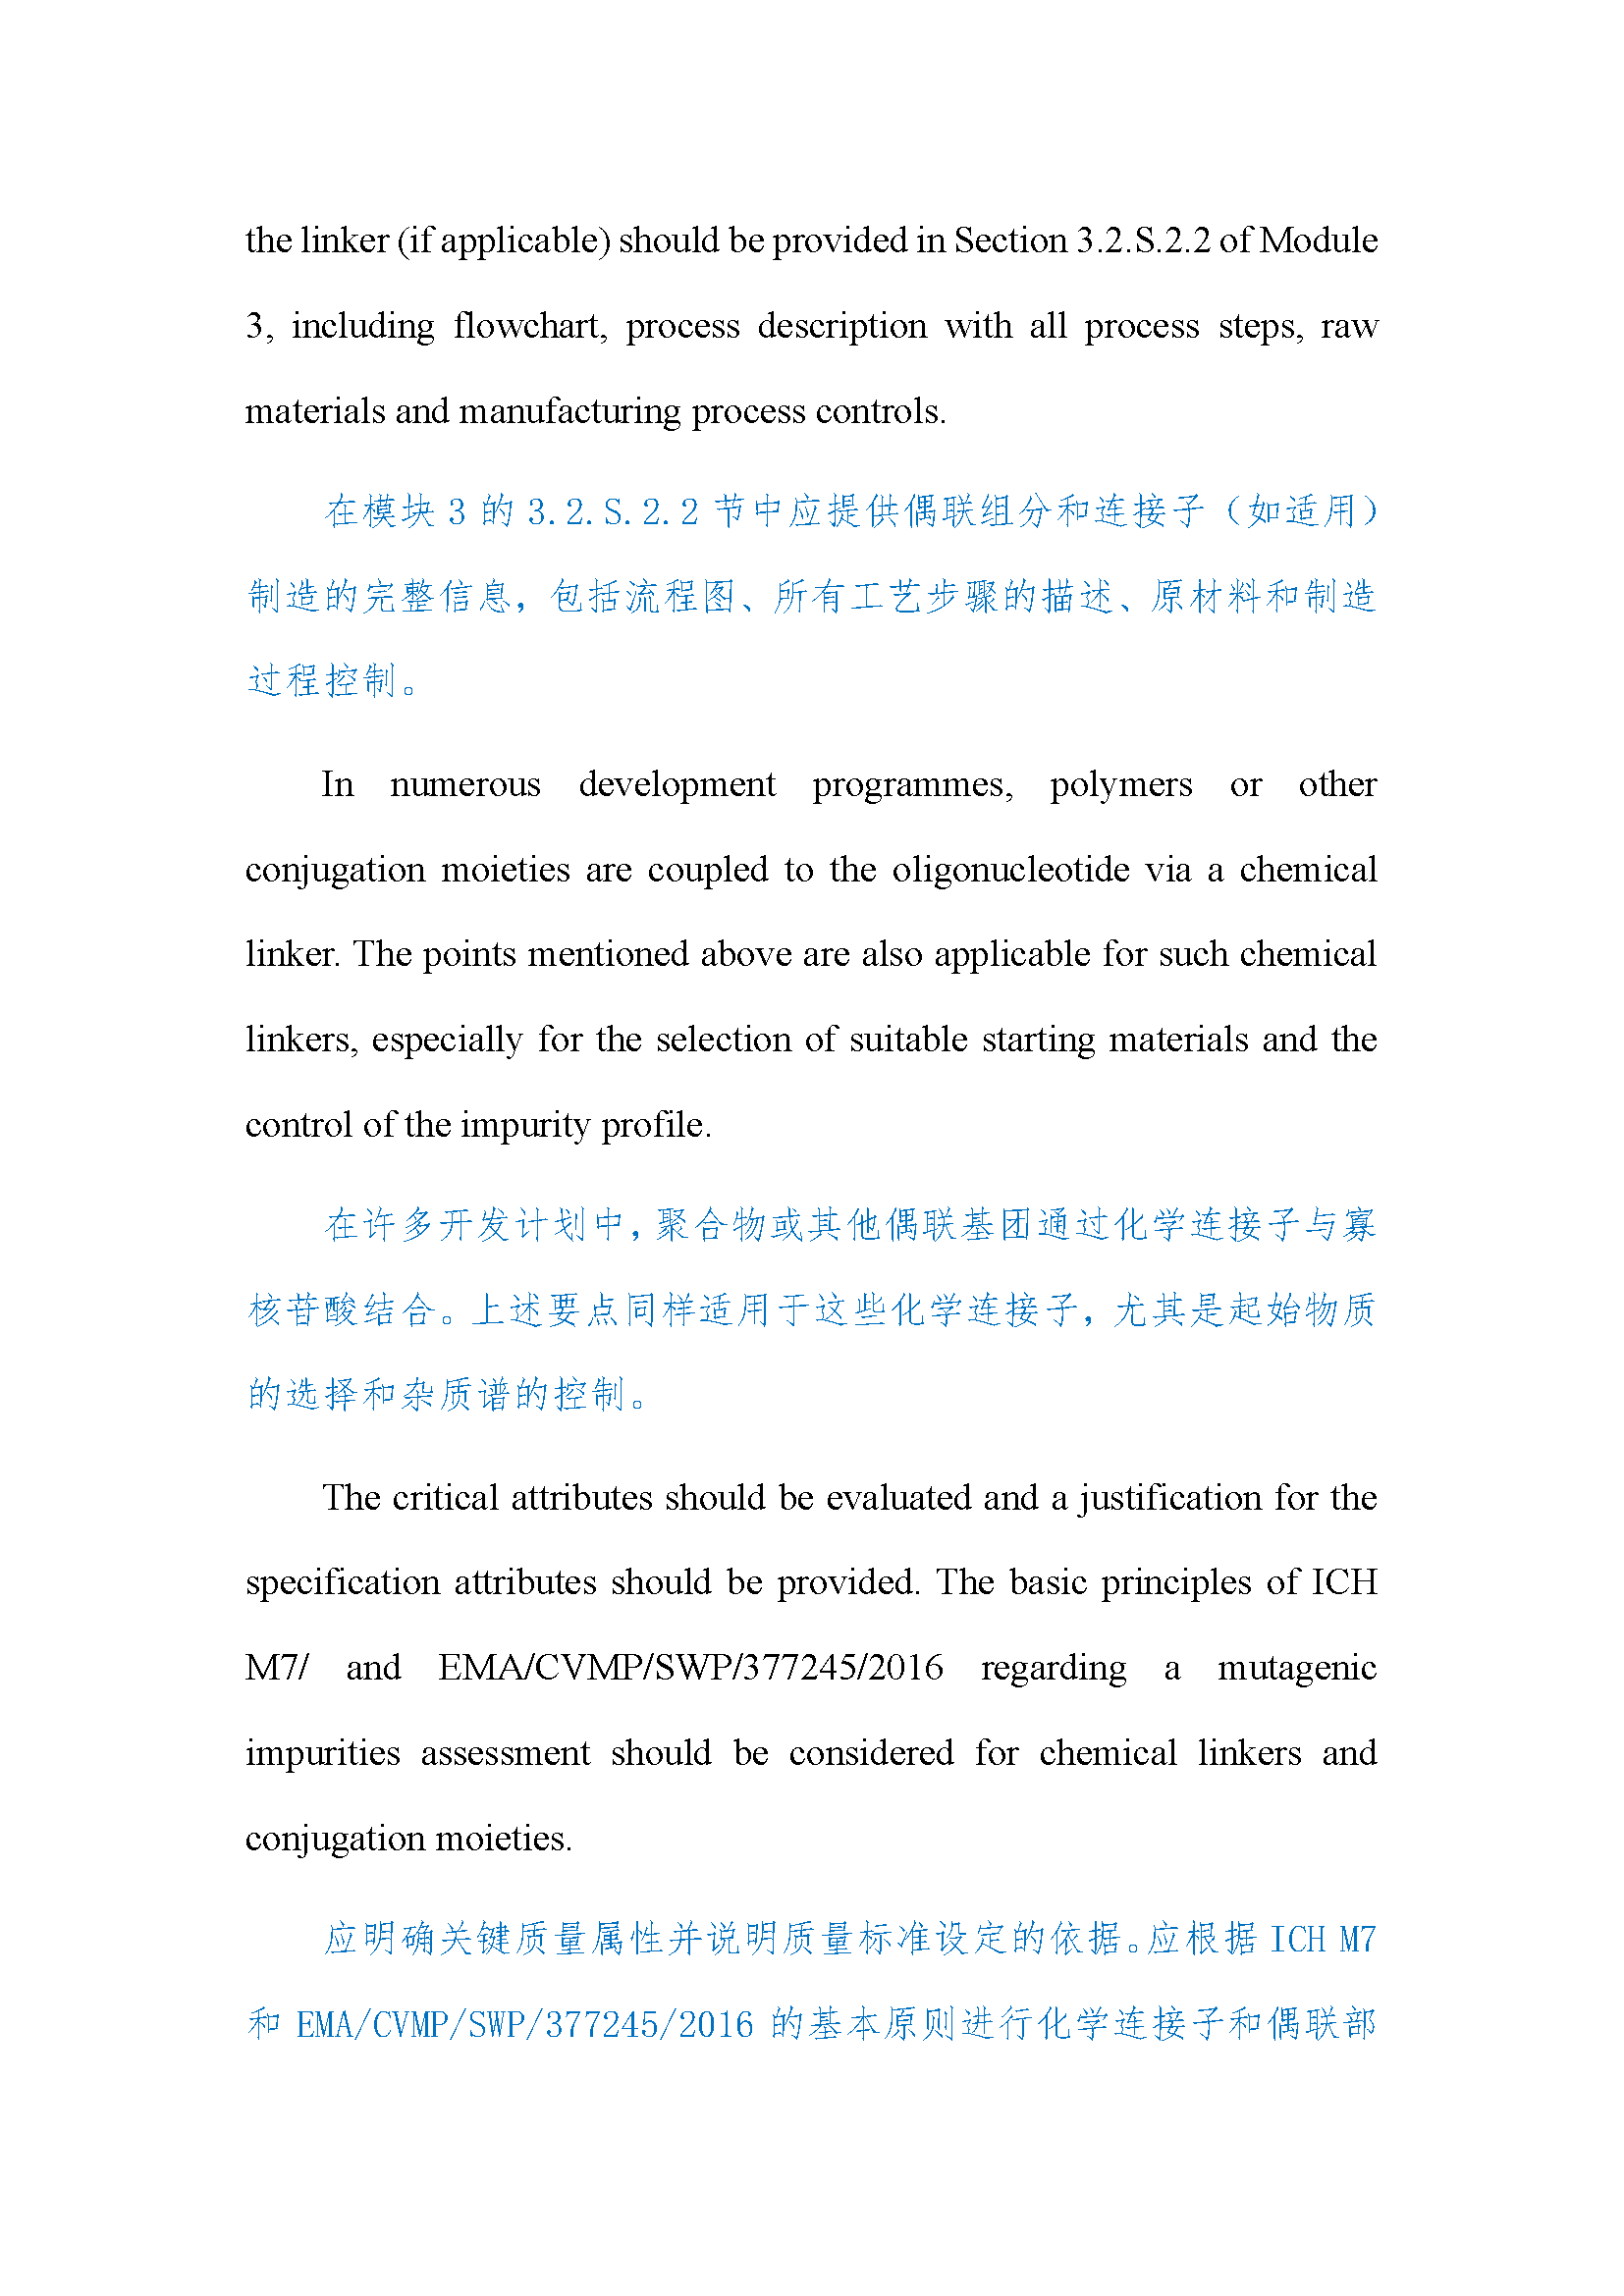 the linker (if applicable) should be provided in Section 3.2.S.2.2 of Module
3, including flowchart, process description with all process steps, raw
materials and manufacturing process controls.
在模块 3 的 3.2.S.2.2 节中应提供偶联组分和连接子（如适用）
制造的完整信息，包括流程图、所有工艺步骤的描述、原材料和制造
过程控制。
In numerous development programmes, polymers or other
conjugation moieties are coupled to the oligonucleotide via a chemical
linker. The points mentioned above are also applicable for such chemical
linkers, especially for the selection of suitable starting materials and the
control of the impurity profile.
在许多开发计划中，聚合物或其他偶联基团通过化学连接子与寡
核苷酸结合。上述要点同样适用于这些化学连接子，尤其是起始物质
的选择和杂质谱的控制。
The critical attributes should be evaluated and a justification for the
specification attributes should be provided. The basic principles of ICH
M7/ and EMA/CVMP/SWP/377245/2016 regarding a mutagenic
impurities assessment should be considered for chemical linkers and
conjugation moieties.
应明确关键质量属性并说明质量标准设定的依据。应根据 ICH M7
和 EMA/CVMP/SWP/377245/2016 的基本原则进行化学连接子和偶联部